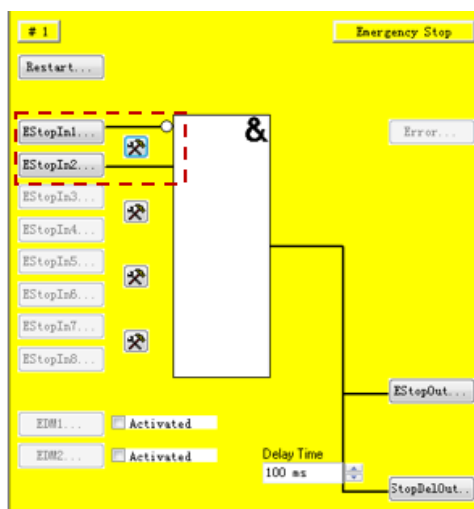 # 1
Emergency Stop
Restart...
EStopIn1...
&
Error...
EStopIn2...
EStopIn3...
EStopIn4...
EStopIn5...
EStopIn6...
EStopIn7...
EStopIn8...
EStopOut...
EDM1... Activated
EDM2... Activated
Delay Time
100 ms
StopDelOut..